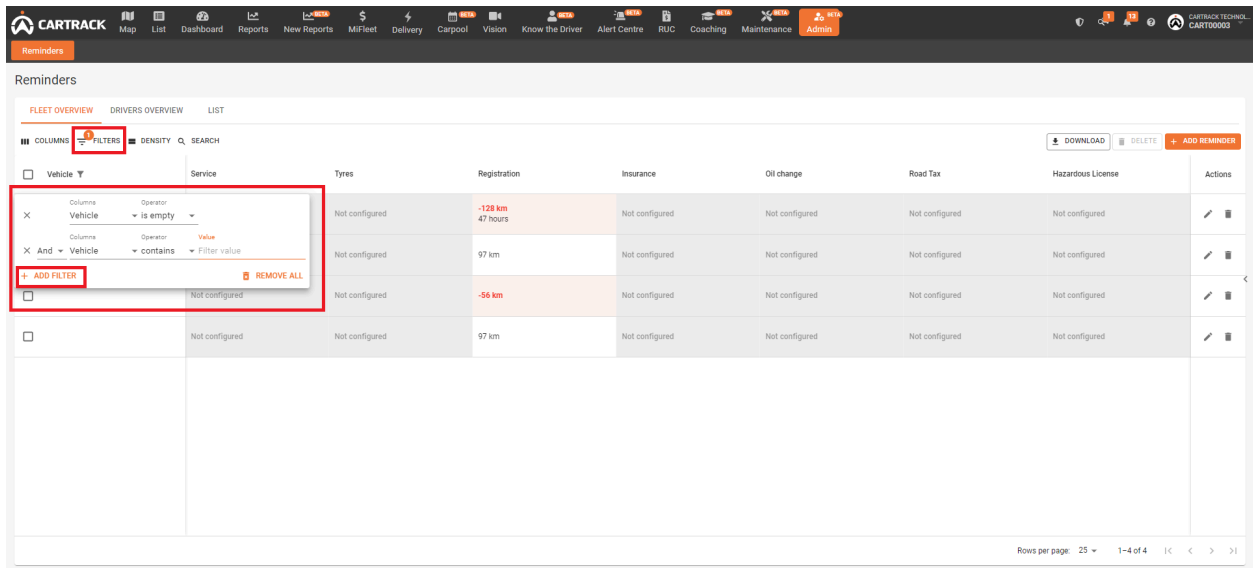 CARTRACK
Map List Dashboard Reports New Reports BETA MiFleet Delivery Carpool BETA Vision Know the Driver BETA Alert Centre BETA RUC Coaching BETA Maintenance BETA Admin BETA 1 13 CARTRACK TECHNOL...
CART00003
Reminders
Reminders
FLEET OVERVIEW DRIVERS OVERVIEW LIST
COLUMNS 1 FILTERS DENSITY SEARCH DOWNLOAD DELETE + ADD REMINDER
Vehicle Service Tyres Registration Insurance Oil change Road Tax Hazardous License Actions
Columns Operator
Vehicle is empty
Columns Operator Value
And Vehicle contains Filter value
+ ADD FILTER REMOVE ALL
Not configured -128 km Not configured Not configured Not configured Not configured
47 hours
Not configured 97 km Not configured Not configured Not configured Not configured
Not configured Not configured -56 km Not configured Not configured Not configured Not configured
Not configured Not configured 97 km Not configured Not configured Not configured Not configured
Rows per page: 25 1–4 of 4